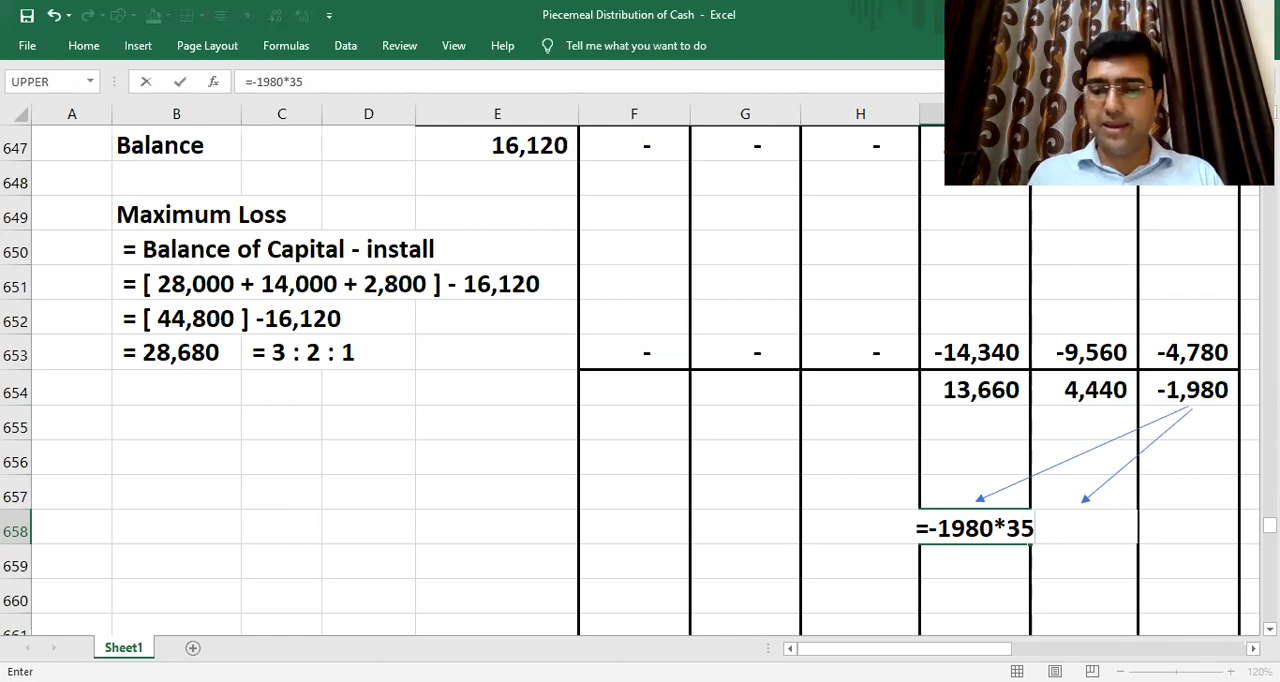 Piecemeal Distribution of Cash - Excel
File Home Insert Page Layout Formulas Data Review View Help Tell me what you want to do
UPPER fx =-1980*35
A B C D E F G H
647 Balance 16,120 - - -
648
649 Maximum Loss
650 = Balance of Capital - install
651 = [ 28,000 + 14,000 + 2,800 ] - 16,120
652 = [ 44,800 ] -16,120
653 = 28,680 = 3 : 2 : 1 - - - -14,340 -9,560 -4,780
654 13,660 4,440 -1,980
655
656
657
658 =-1980*35
659
660
661
Sheet1
Enter 120%